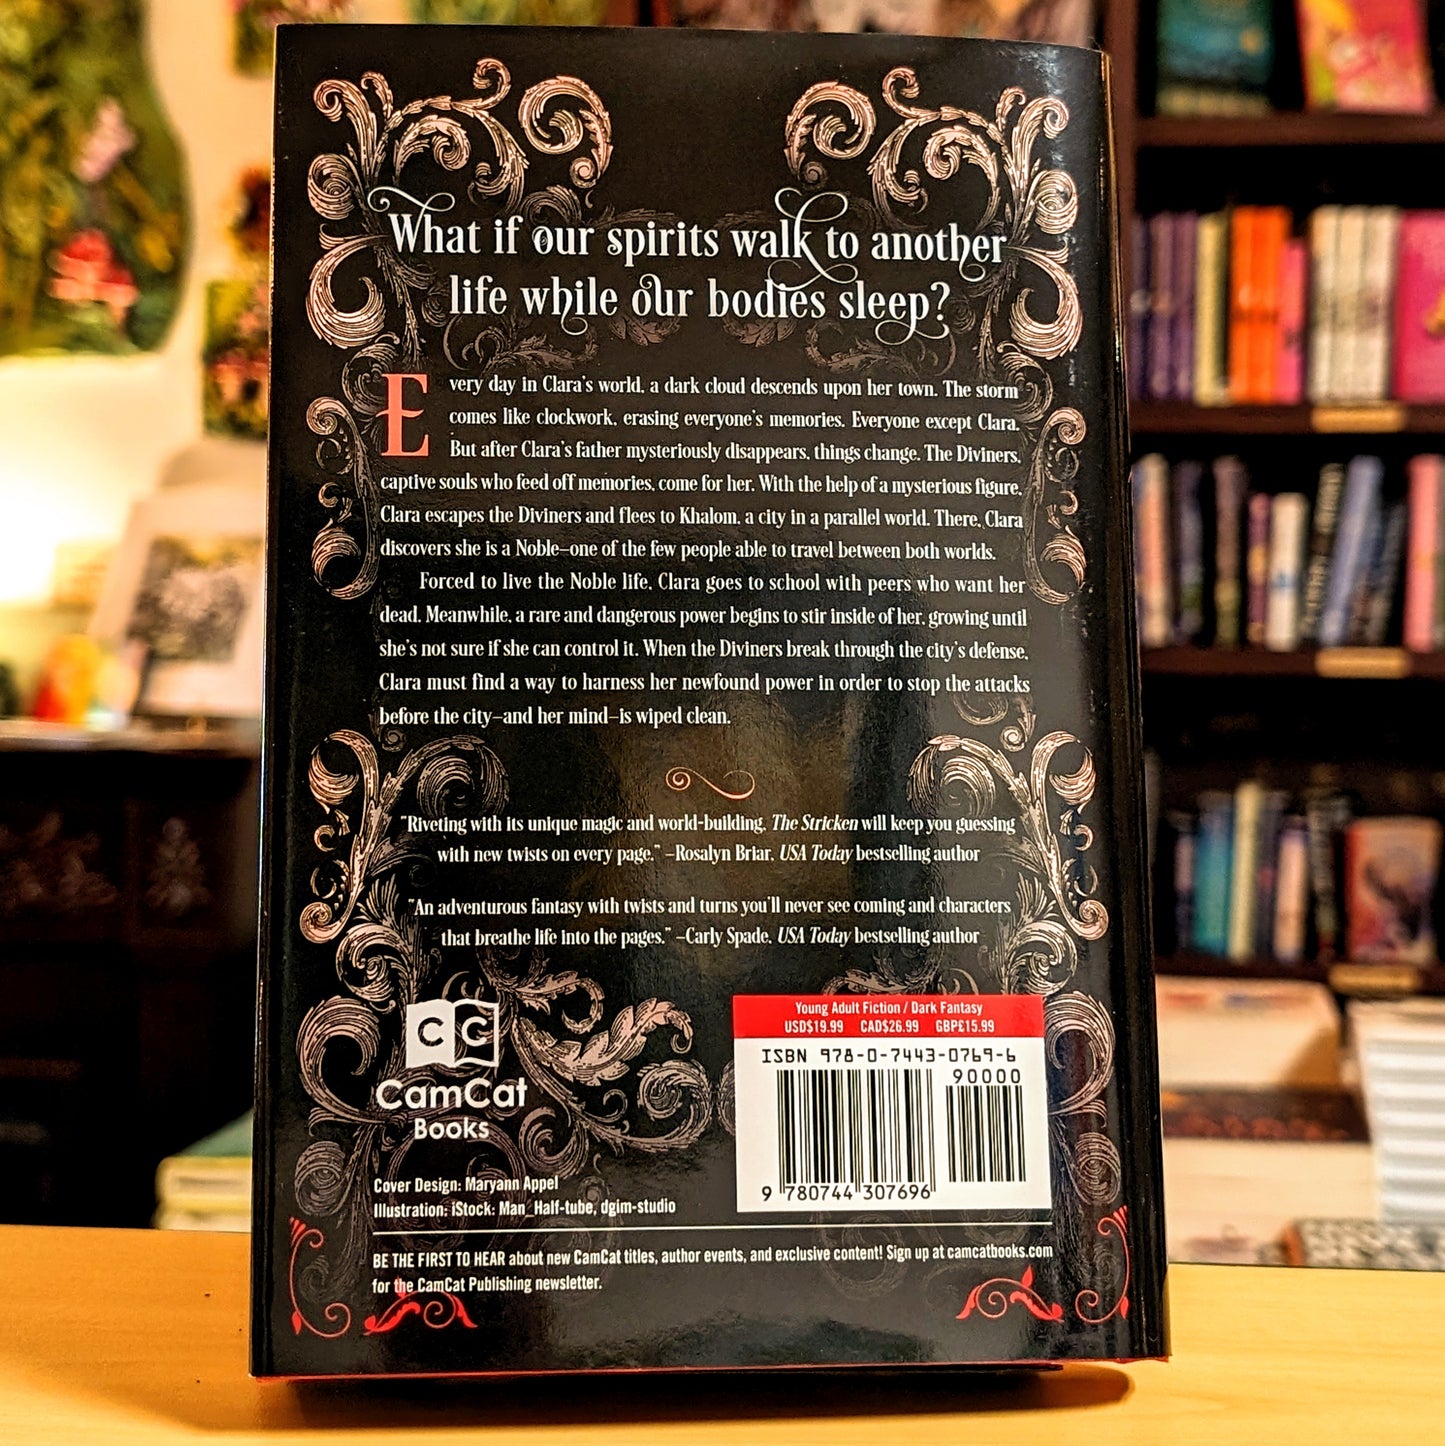 What if our spirits walk to another
life while our bodies sleep?
Every day in Clara's world, a dark cloud descends upon her town. The storm
comes like clockwork, erasing everyone's memories. Everyone except Clara.
But after Clara's father mysteriously disappears, things change. The Diviners,
captive souls who feed off memories, come for her. With the help of a mysterious figure,
Clara escapes the Diviners and flees to Khalom, a city in a parallel world. There, Clara
discovers she is a Noble—one of the few people able to travel between both worlds.
Forced to live the Noble life, Clara goes to school with peers who want her
dead. Meanwhile, a rare and dangerous power begins to stir inside of her, growing until
she's not sure if she can control it. When the Diviners break through the city's defense,
Clara must find a way to harness her newfound power in order to stop the attacks
before the city—and her mind—is wiped clean.
"Riveting with its unique magic and world-building, The Stricken will keep you guessing
with new twists on every page." —Rosalyn Briar, USA Today bestselling author
"An adventurous fantasy with twists and turns you'll never see coming and characters
that breathe life into the pages." —Carly Spade, USA Today bestselling author
C C
CamCat
Books
Cover Design: Maryann Appel
Illustration: iStock: Man_Half-tube, dgim-studio
Young Adult Fiction / Dark Fantasy
USD$19.99 CAD$26.99 GBP£15.99
ISBN 978-0-7443-0769-6
90000
9 780744 307696
BE THE FIRST TO HEAR about new CamCat titles, author events, and exclusive content! Sign up at camcatbooks.com
for the CamCat Publishing newsletter.